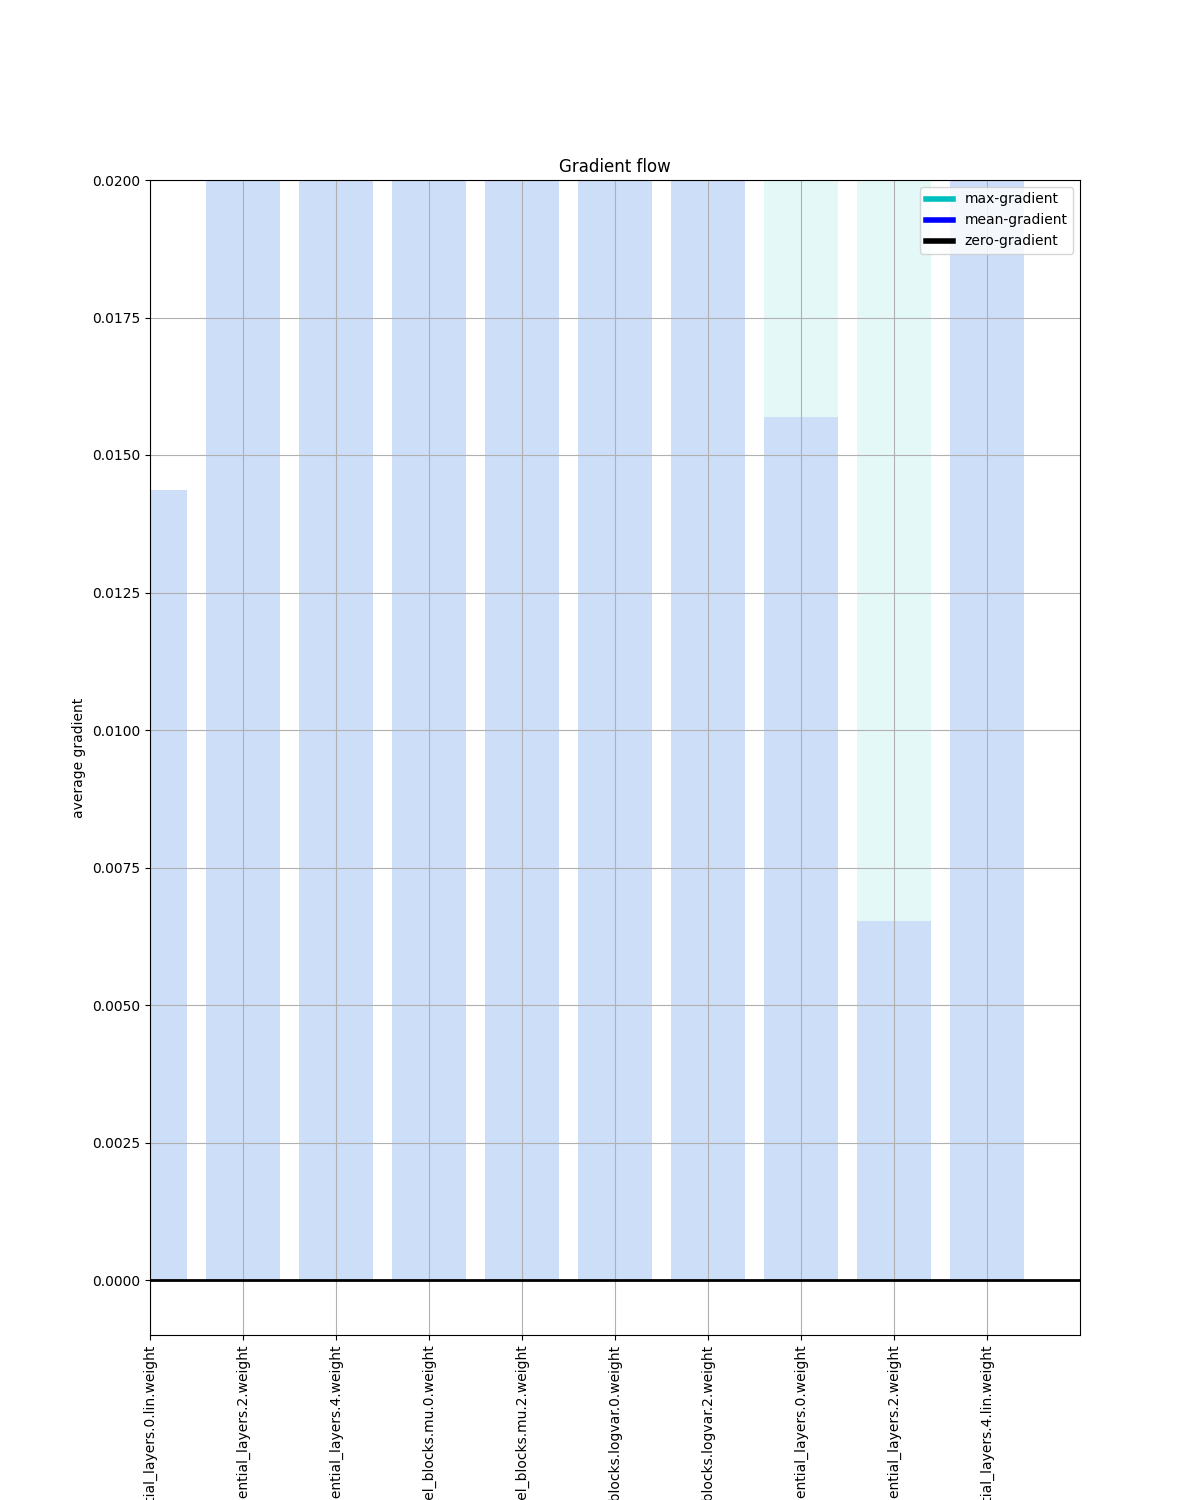 Gradient flow
max-gradient
mean-gradient
zero-gradient
0.0200
0.0175
0.0150
0.0125
0.0100
0.0075
0.0050
0.0025
0.0000
average gradient
tial_layers.0.lin.weight
ential_layers.2.weight
ential_layers.4.weight
el_blocks.mu.0.weight
el_blocks.mu.2.weight
blocks.logvar.0.weight
blocks.logvar.2.weight
ential_layers.0.weight
ential_layers.2.weight
tial_layers.4.lin.weight